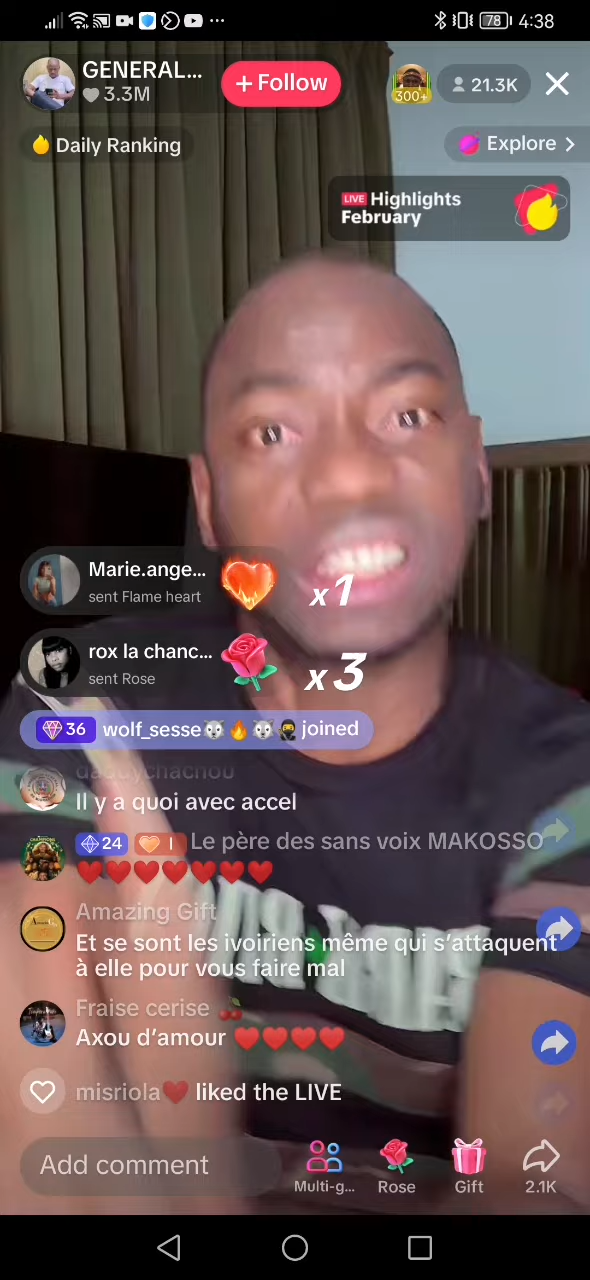 78 4:38
GENERAL...
3.3M
+ Follow
300+
21.3K
Daily Ranking
Explore
LIVE Highlights
February
Marie.ange...
sent Flame heart
x1
rox la chanc...
sent Rose
x3
36 wolf_sesse🐺🔥🐺🥷 joined
daddychachou
Il y a quoi avec accel
24 I Le père des sans voix MAKOSSO
❤️❤️❤️❤️❤️❤️❤️
Amazing Gift
Et se sont les ivoiriens même qui s'attaquent
à elle pour vous faire mal
Fraise cerise 🍒
Axou d'amour ❤️❤️❤️❤️
misriola❤️ liked the LIVE
Add comment
Multi-g...
Rose
Gift
2.1K